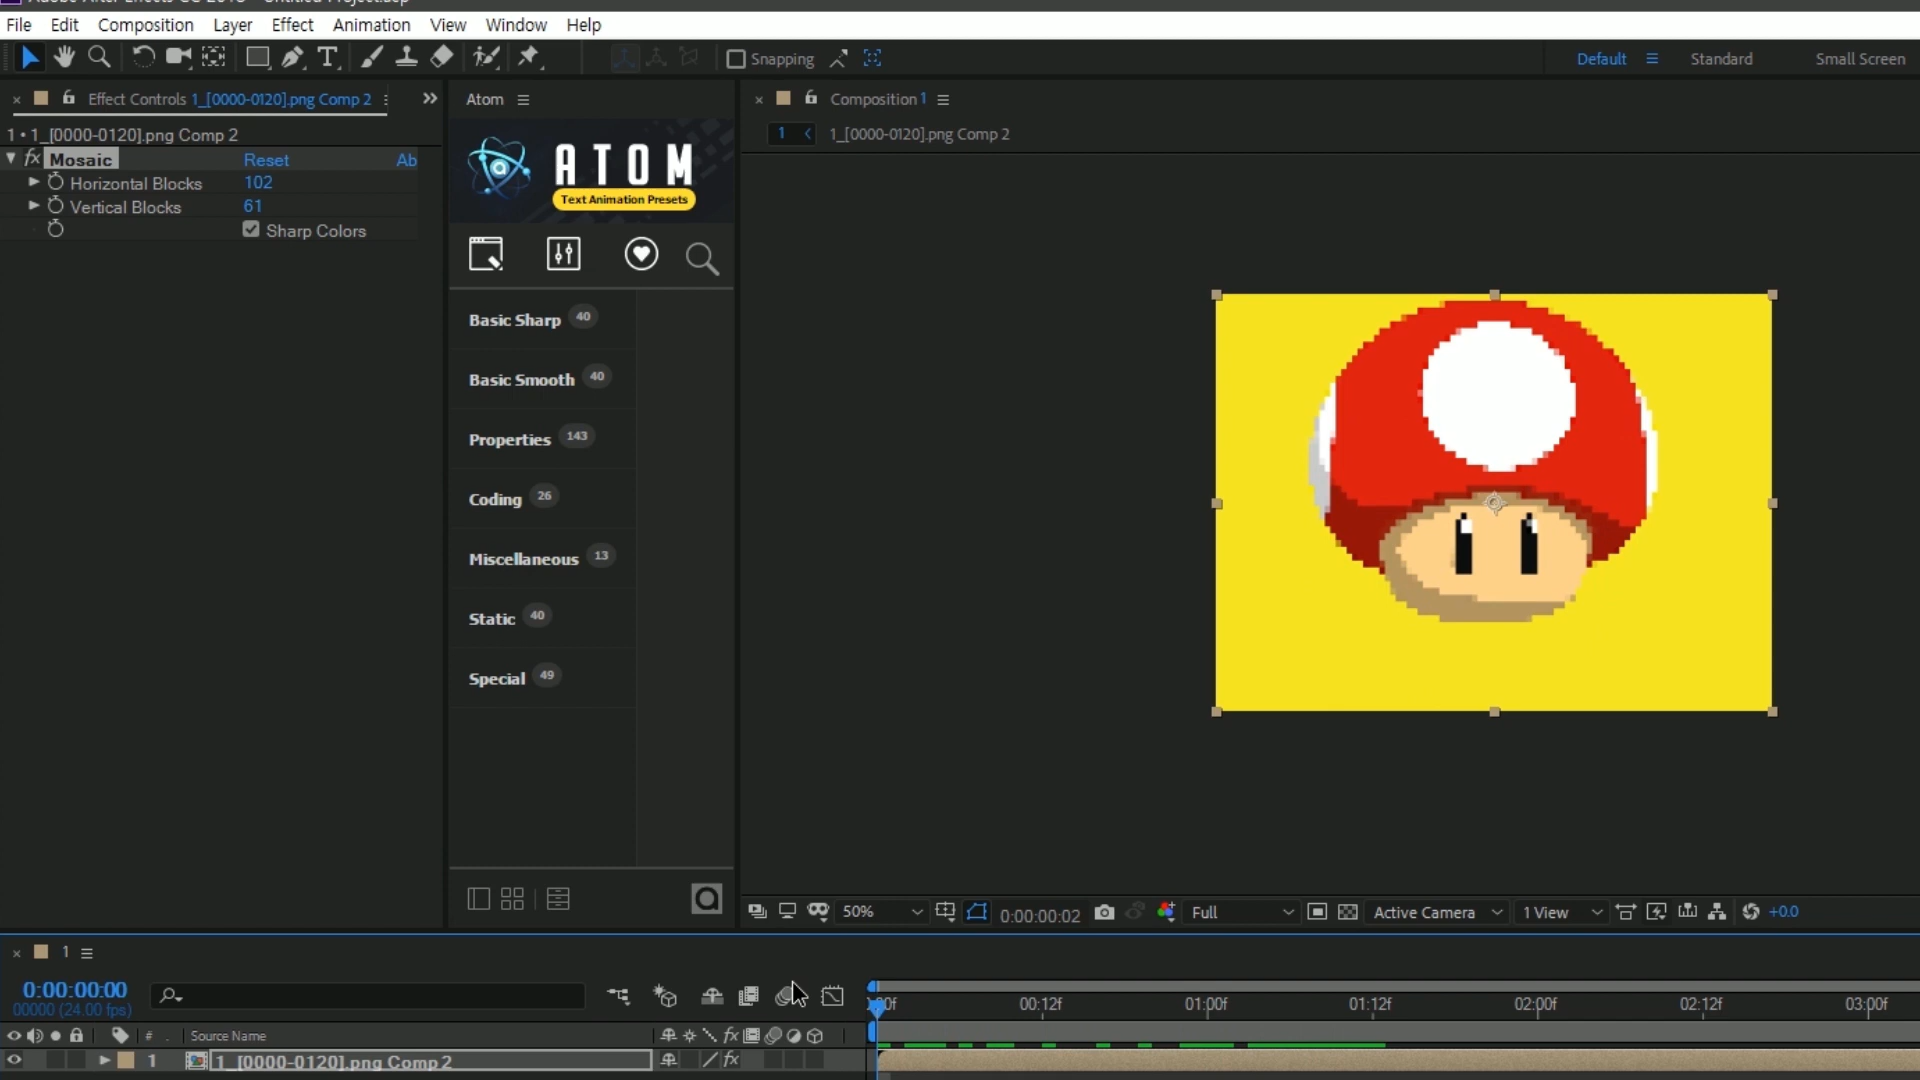 File Edit Composition Layer Effect Animation View Window Help
Snapping
Default
Standard
Small Screen
Effect Controls 1_[0000-0120].png Comp 2
1 • 1_[0000-0120].png Comp 2
fx Mosaic Reset Ab
Horizontal Blocks 102
Vertical Blocks 61
Sharp Colors
Atom
ATOM
Text Animation Presets
Basic Sharp 40
Basic Smooth 40
Properties 143
Coding 26
Miscellaneous 13
Static 40
Special 49
Composition 1
1 1_[0000-0120].png Comp 2
50%
0:00:00:02
Full
Active Camera
1 View
+0.0
1
0:00:00:00
00000 (24.00 fps)
00:12f 01:00f 01:12f 02:00f 02:12f 03:00f
# Source Name fx
1 1_[0000-0120].png Comp 2 fx